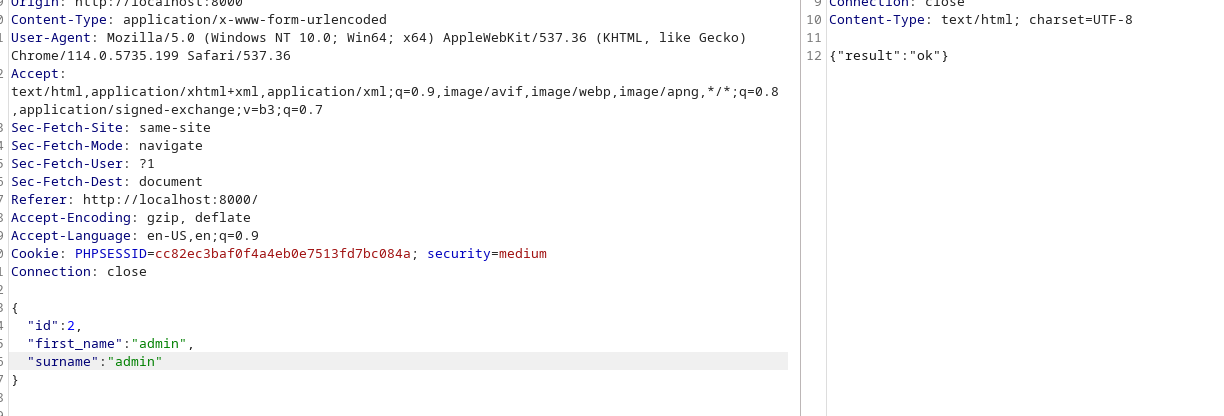 Origin: http://localhost:8000
Content-Type: application/x-www-form-urlencoded
User-Agent: Mozilla/5.0 (Windows NT 10.0; Win64; x64) AppleWebKit/537.36 (KHTML, like Gecko)
Chrome/114.0.5735.199 Safari/537.36
Accept:
text/html,application/xhtml+xml,application/xml;q=0.9,image/avif,image/webp,image/apng,*/*;q=0.8
,application/signed-exchange;v=b3;q=0.7
Sec-Fetch-Site: same-site
Sec-Fetch-Mode: navigate
Sec-Fetch-User: ?1
Sec-Fetch-Dest: document
Referer: http://localhost:8000/
Accept-Encoding: gzip, deflate
Accept-Language: en-US,en;q=0.9
Cookie: PHPSESSID=cc82ec3baf0f4a4eb0e7513fd7bc084a; security=medium
Connection: close
{
"id":2,
"first_name":"admin",
"surname":"admin"
}
9 Connection: close
10 Content-Type: text/html; charset=UTF-8
11
12 {"result":"ok"}